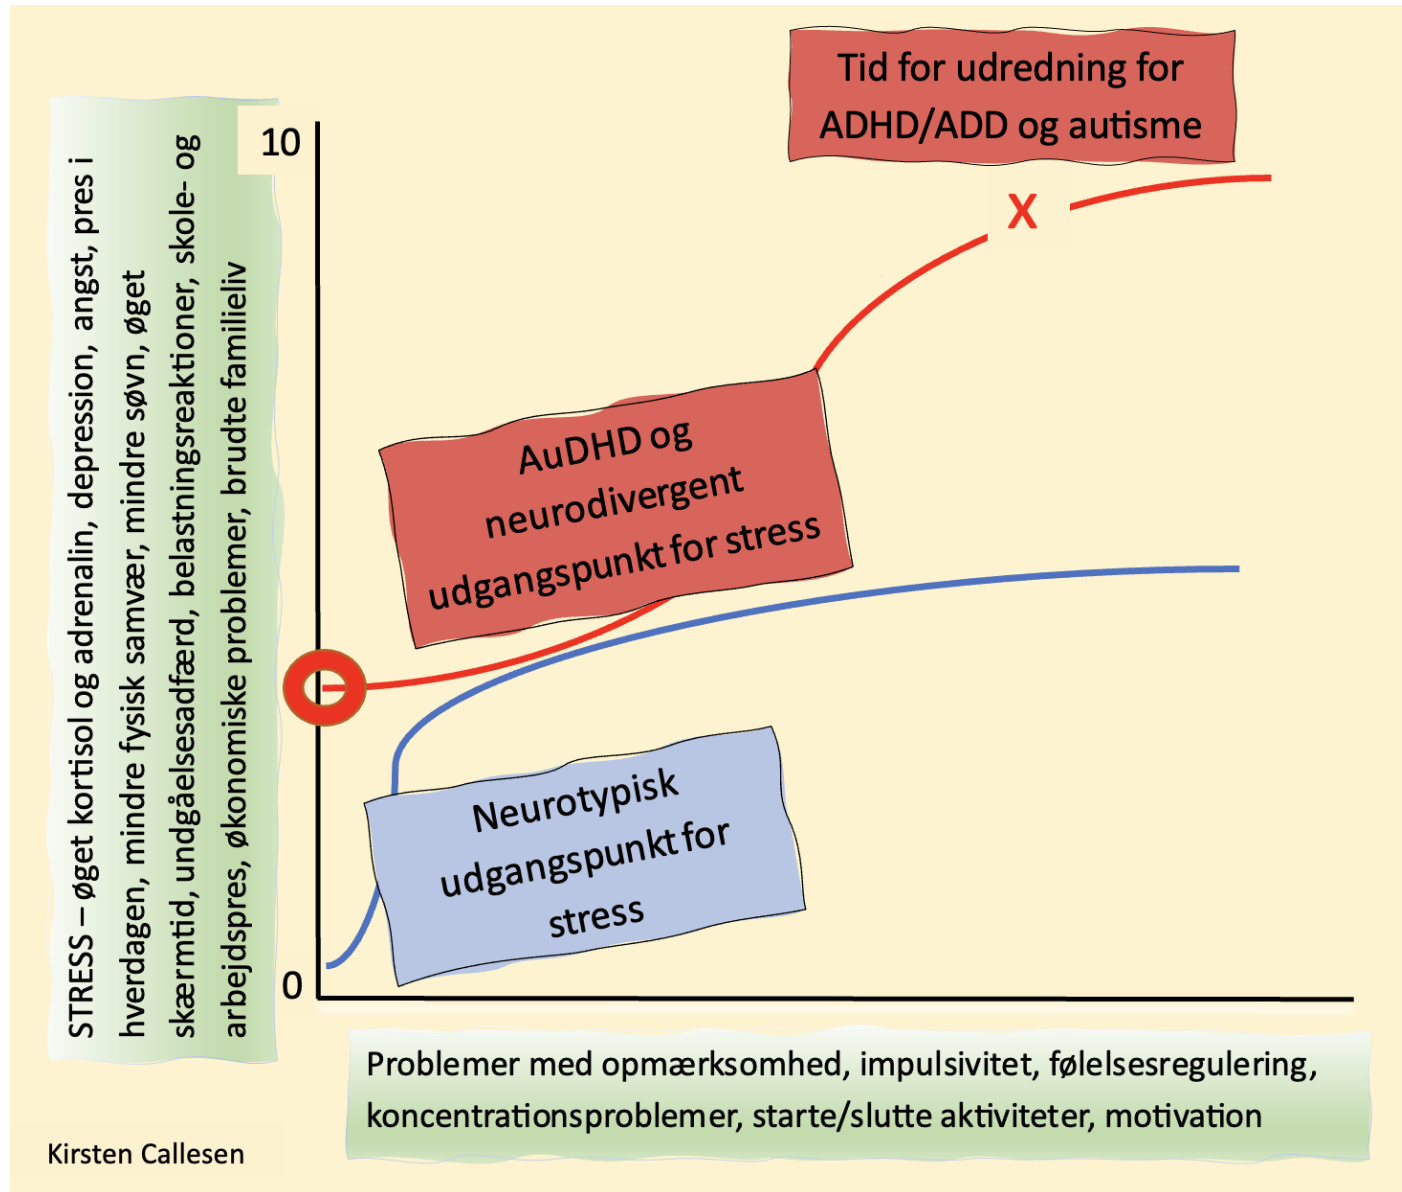 Tid for udredning for
ADHD/ADD og autisme
10
X
STRESS – øget kortisol og adrenalin, depression, angst, pres i
hverdagen, mindre fysisk samvær, mindre søvn, øget
skærmtid, undgåelsesadfærd, belastningsreaktioner, skole- og
arbejdspres, økonomiske problemer, brudte familieliv
AuDHD og
neurodivergent
udgangspunkt for stress
Neurotypisk
udgangspunkt for
stress
0
Problemer med opmærksomhed, impulsivitet, følelsesregulering,
koncentrationsproblemer, starte/slutte aktiviteter, motivation
Kirsten Callesen